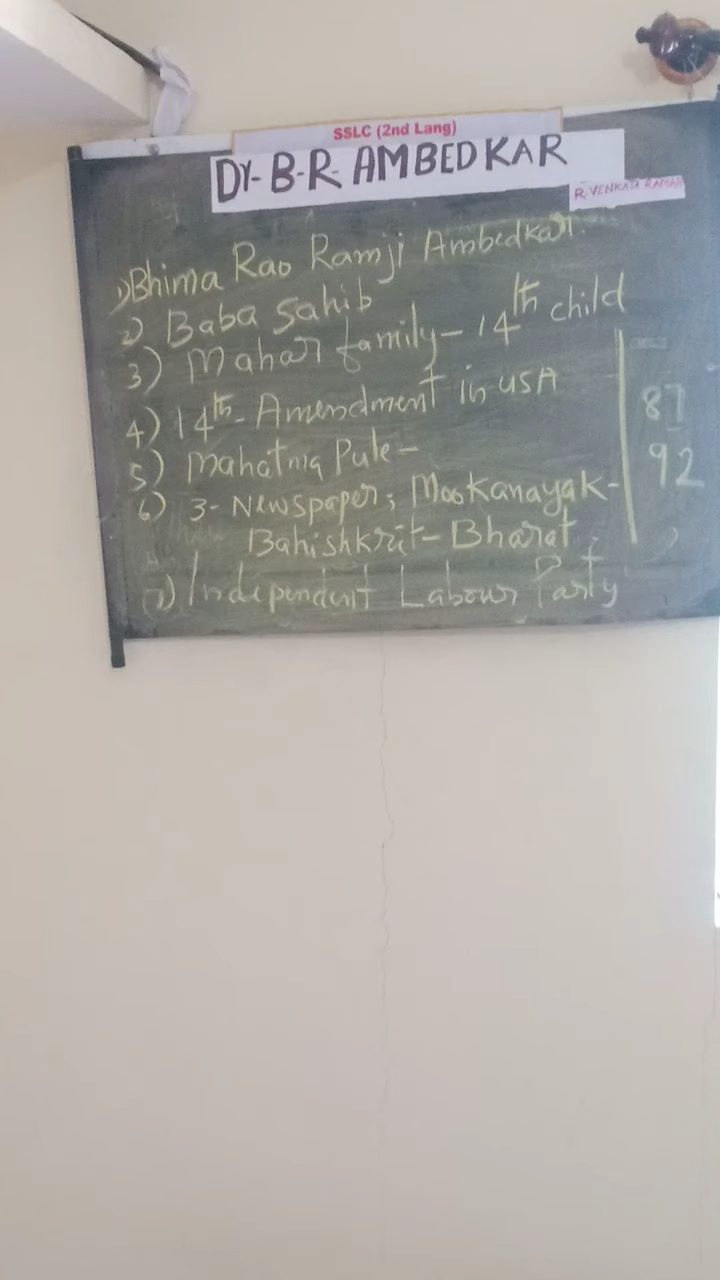 SSLC (2nd Lang)
Dr-B-R-AMBEDKAR
R.VENKATA RAMAN
1) Bhima Rao Ramji Ambedkar.
2) Baba Sahib
3) Mahar family- 14th child
4) 14th- Amendment in USA
5) Mahatma Pule-
6) 3- Newspaper; Mookanayak-
Bahishkrit- Bharat;
7) Independent Labour Party
87
92